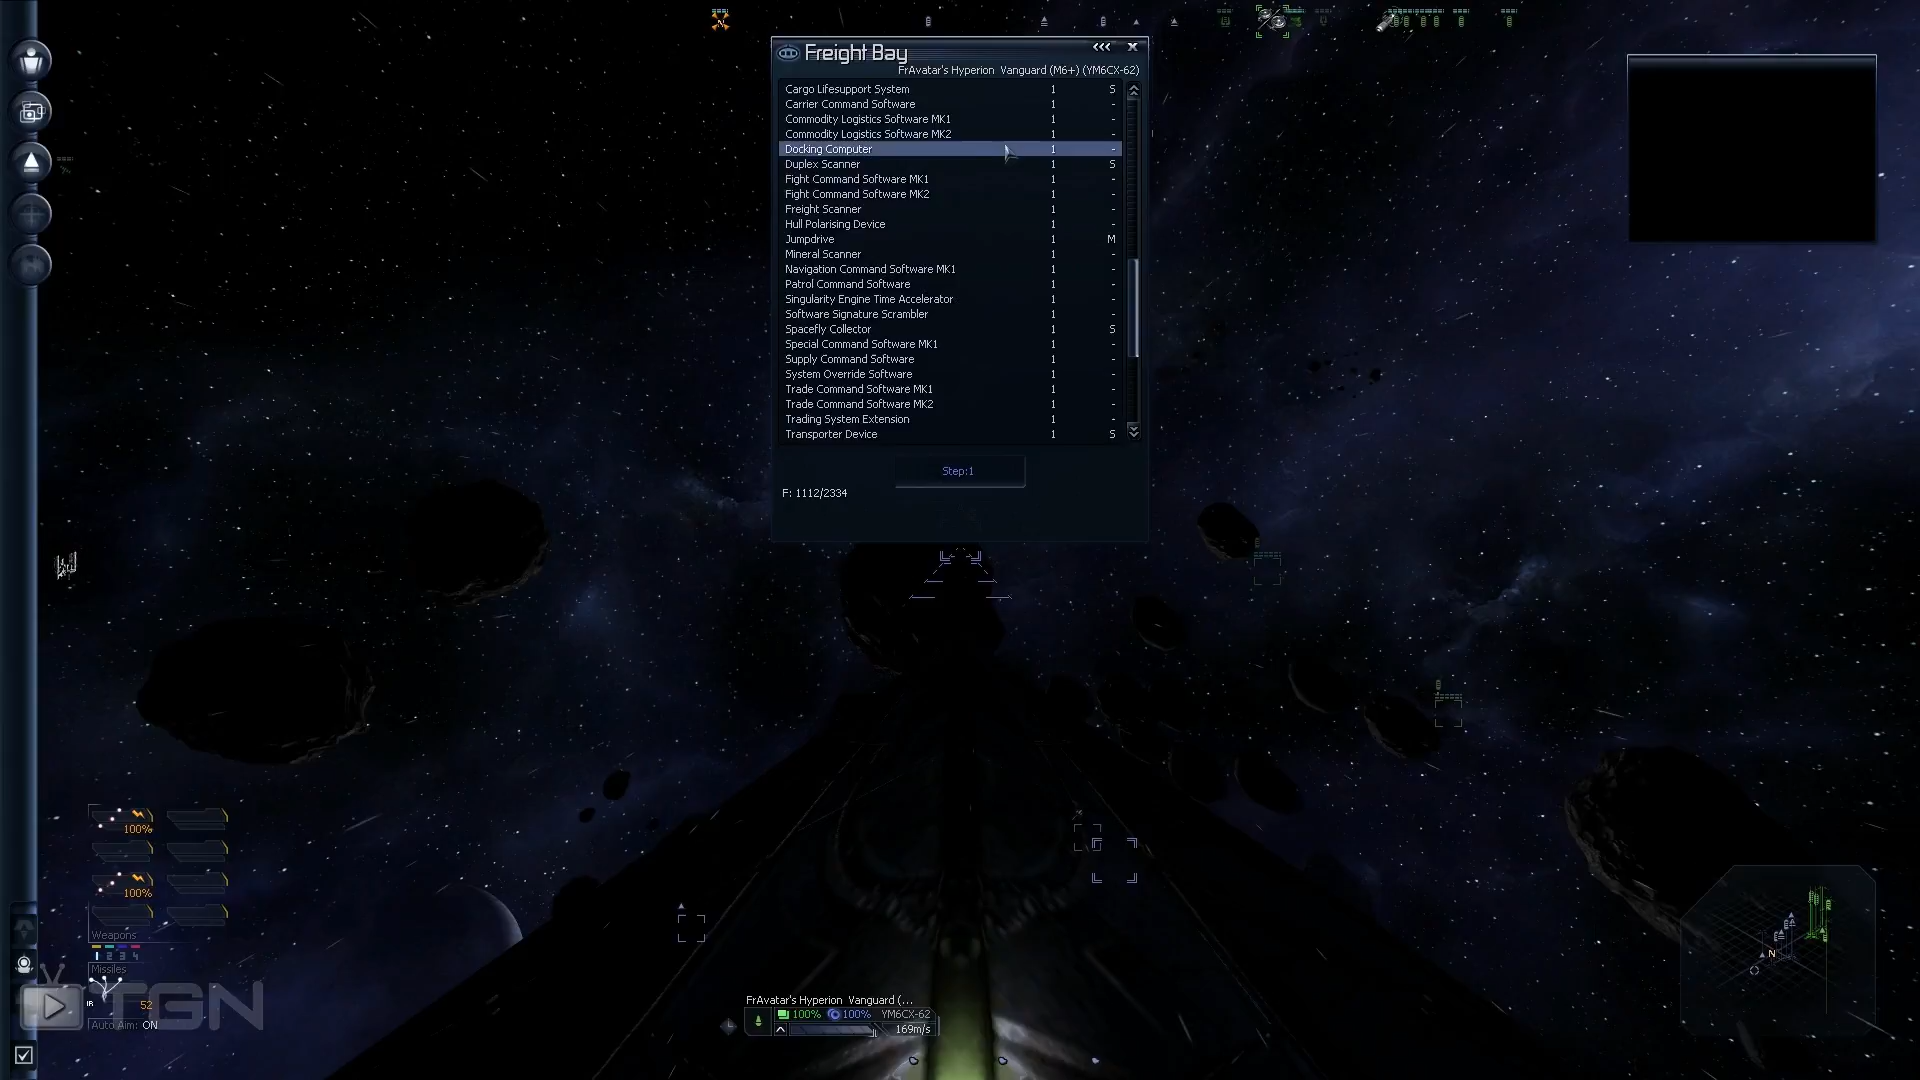 Freight Bay
FrAvatar's Hyperion Vanguard (M6+) (YM6CX-62)
Cargo Lifesupport System 1 S
Carrier Command Software 1 -
Commodity Logistics Software MK1 1 -
Commodity Logistics Software MK2 1 -
Docking Computer 1 -
Duplex Scanner 1 S
Fight Command Software MK1 1 -
Fight Command Software MK2 1 -
Freight Scanner 1 -
Hull Polarising Device 1 -
Jumpdrive 1 M
Mineral Scanner 1 -
Navigation Command Software MK1 1 -
Patrol Command Software 1 -
Singularity Engine Time Accelerator 1 -
Software Signature Scrambler 1 -
Spacefly Collector 1 S
Special Command Software MK1 1 -
Supply Command Software 1 -
System Override Software 1 -
Trade Command Software MK1 1 -
Trade Command Software MK2 1 -
Trading System Extension 1 -
Transporter Device 1 S
Step:1
F: 1112/2334
100%
100%
Weapons
1 2 3 4
Missiles
IR 52
Auto Aim: ON
TGN
FrAvatar's Hyperion Vanguard (...
100% 100% YM6CX-62
169m/s
N